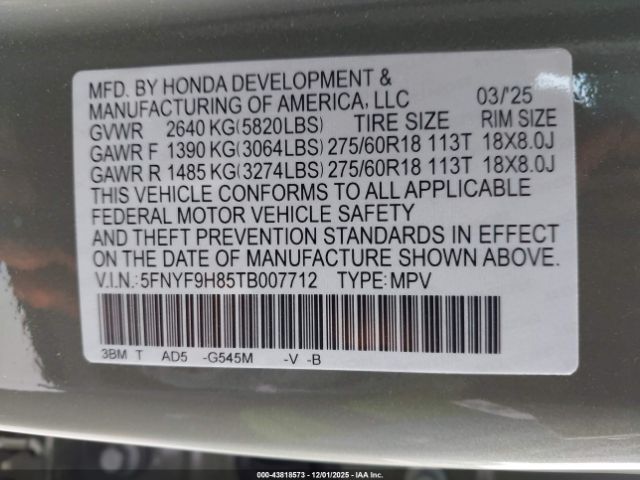 MFD. BY HONDA DEVELOPMENT &
MANUFACTURING OF AMERICA, LLC 03/'25
GVWR 2640 KG(5820LBS) TIRE SIZE RIM SIZE
GAWR F 1390 KG(3064LBS) 275/60R18 113T 18X8.0J
GAWR R 1485 KG(3274LBS) 275/60R18 113T 18X8.0J
THIS VEHICLE CONFORMS TO ALL APPLICABLE
FEDERAL MOTOR VEHICLE SAFETY
AND THEFT PREVENTION STANDARDS IN EFFECT
ON THE DATE OF MANUFACTURE SHOWN ABOVE.
V.I.N.:5FNYF9H85TB007712 TYPE:MPV
3BM T AD5 -G545M -V -B
© IAA 000-43818573 - 12/01/2025 - IAAI, Inc.